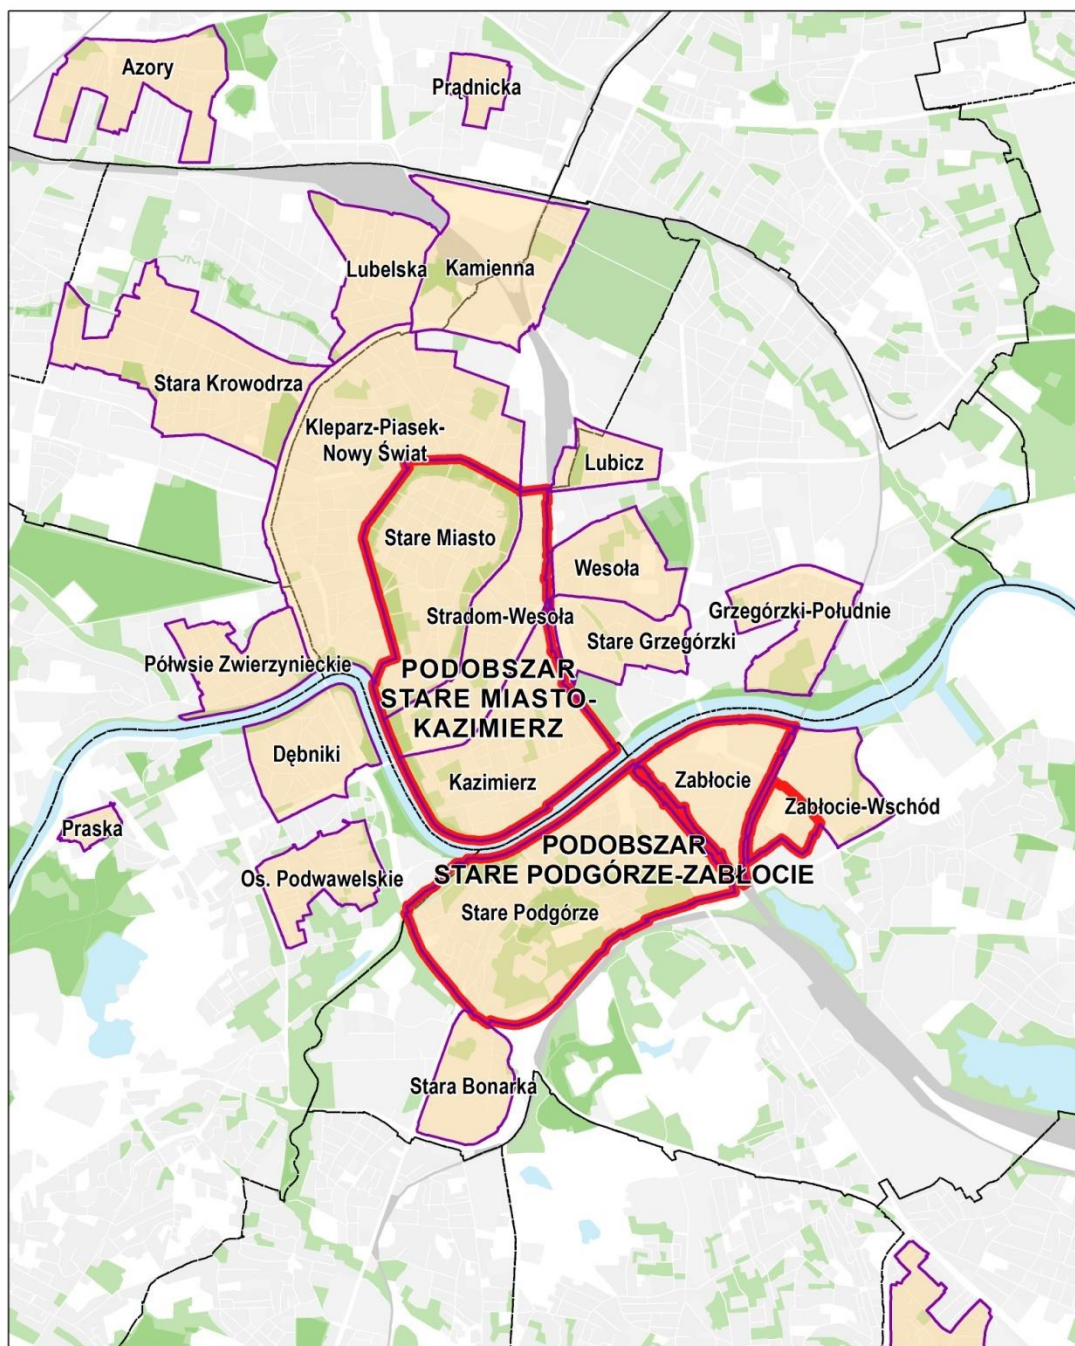 Azory
Prądnicka
Lubelska
Kamienna
Stara Krowodrza
Kleparz-Piasek-
Nowy Świat
Lubicz
Stare Miasto
Wesoła
Stradom-Wesoła
Grzegórzki-Południe
Stare Grzegórzki
Półwsie Zwierzynieckie
PODOBSZAR
STARE MIASTO-
KAZIMIERZ
Dębniki
Kazimierz
Zabłocie
Zabłocie-Wschód
Praska
PODOBSZAR
STARE PODGÓRZE-ZABŁOCIE
Os. Podwawelskie
Stare Podgórze
Stara Bonarka